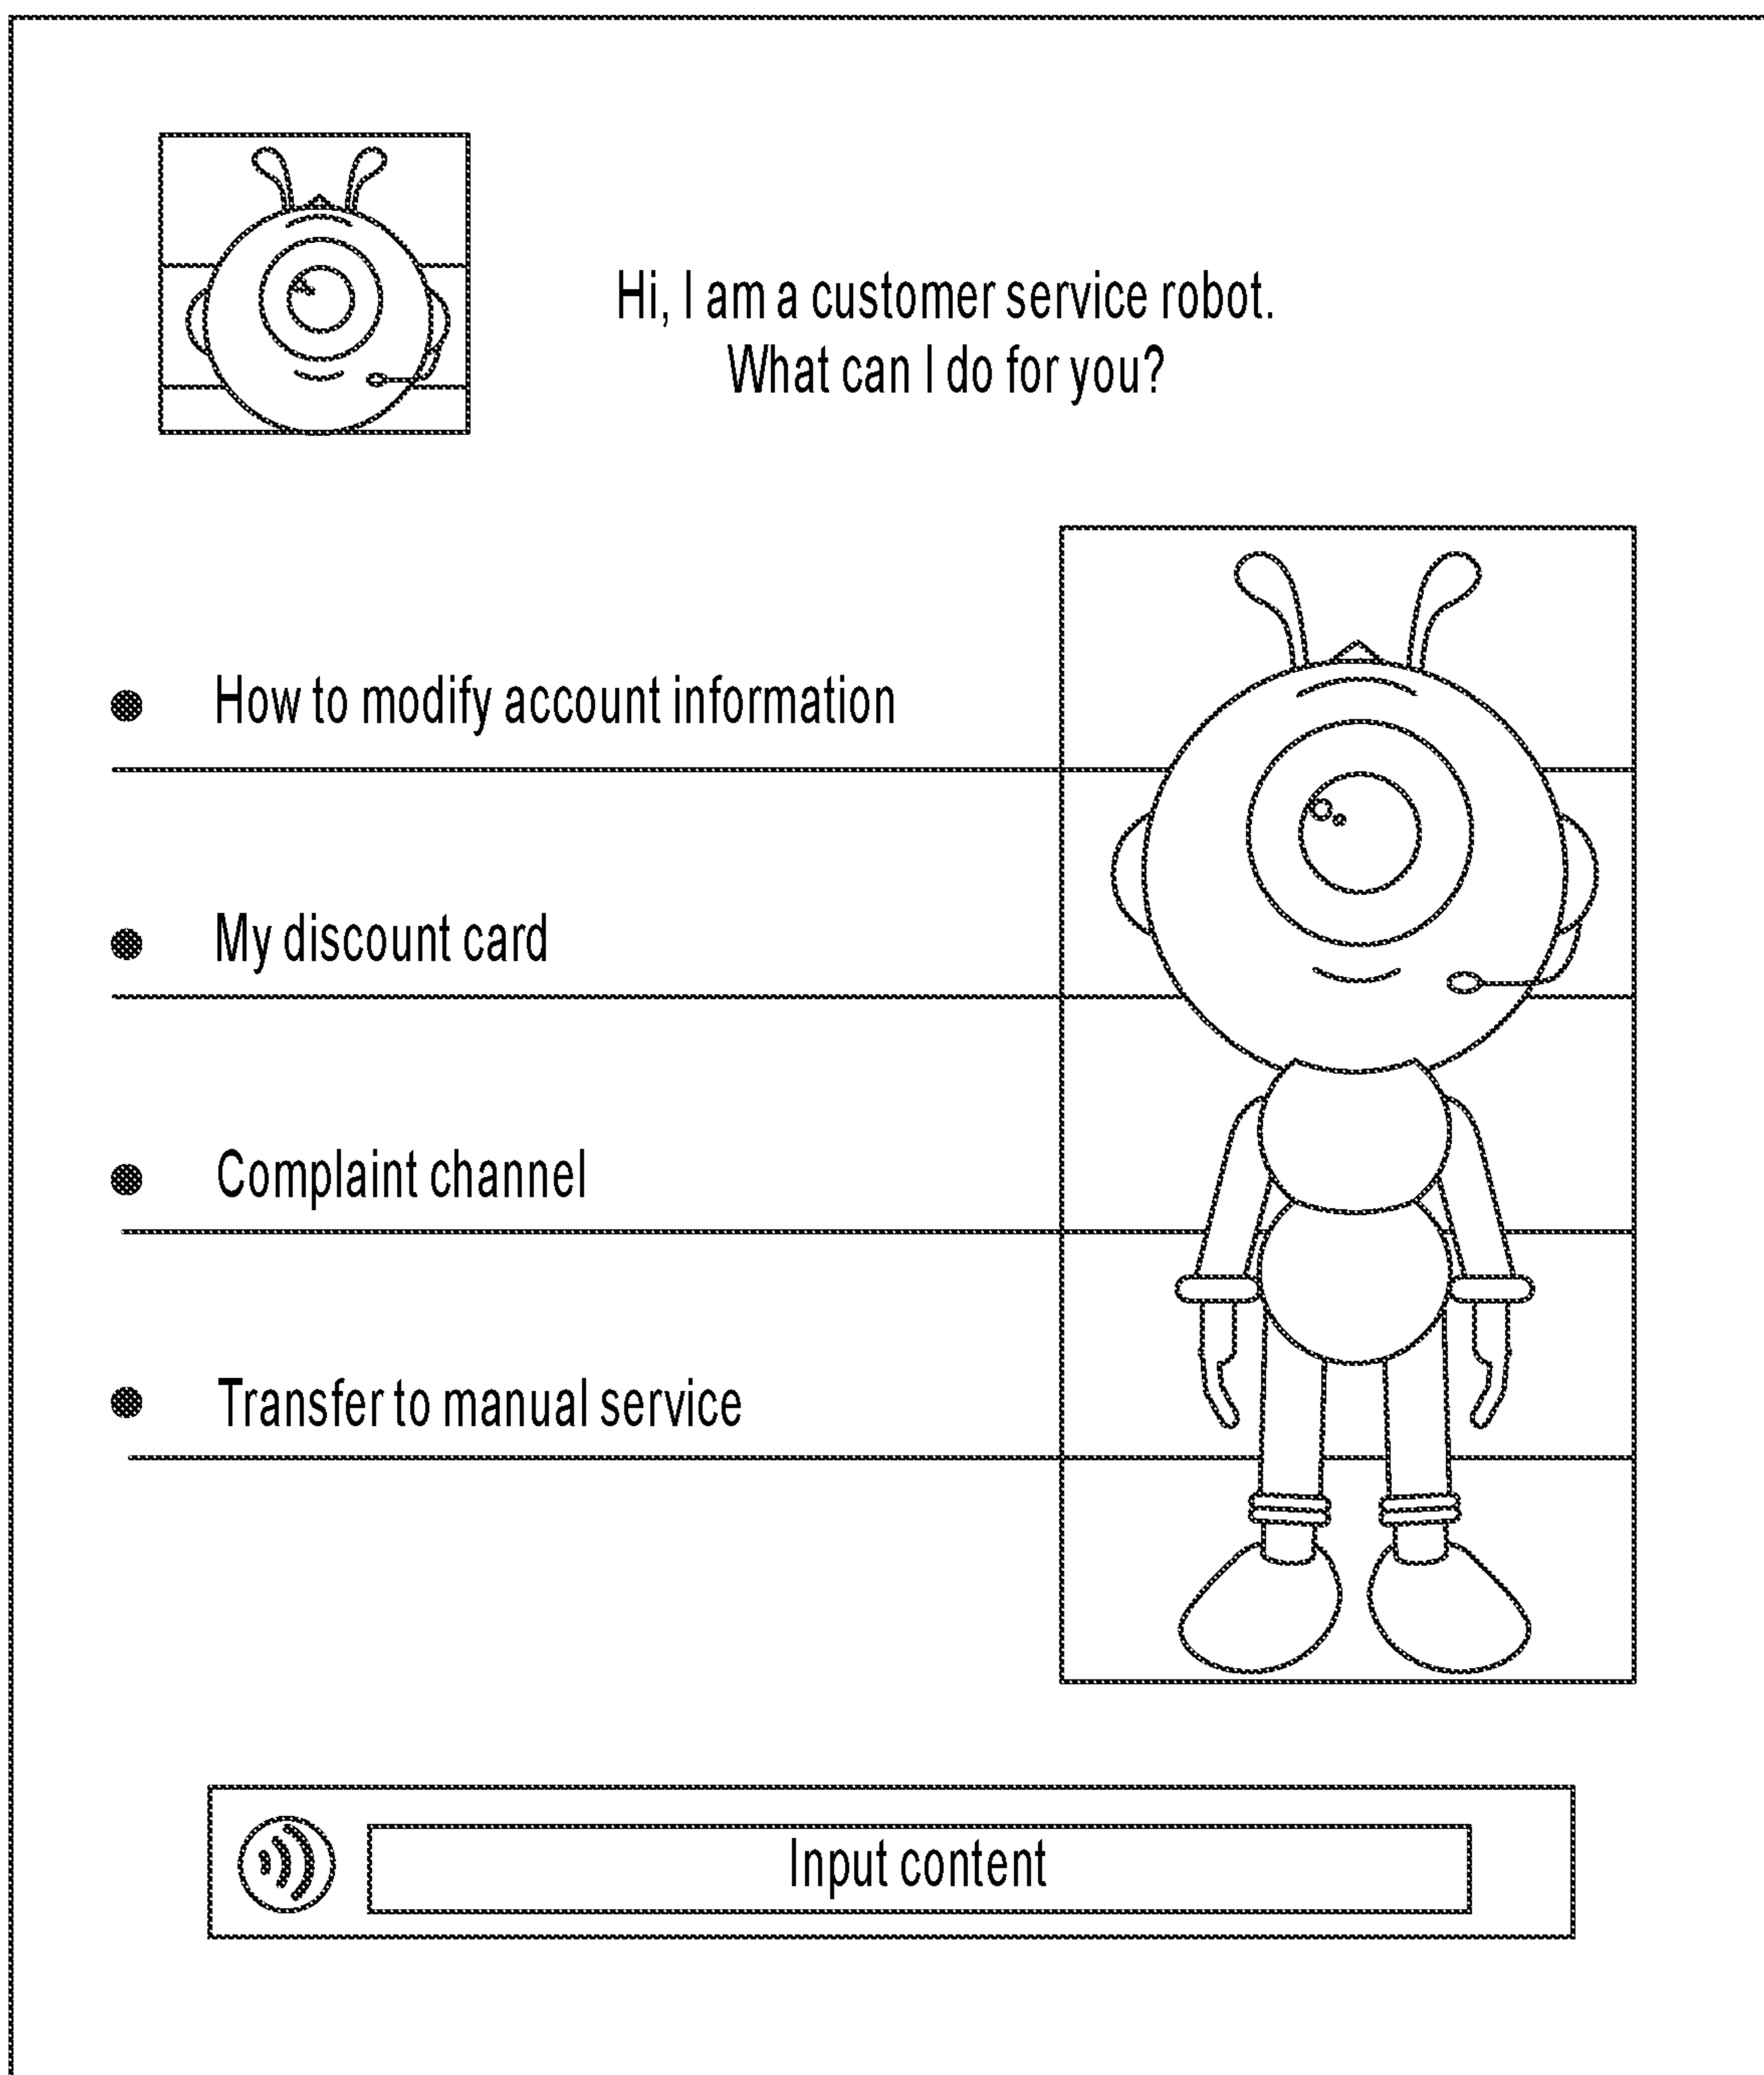 Hi, I am a customer service robot.
What can I do for you?
How to modify account information
My discount card
Complaint channel
Transfer to manual service
Input content